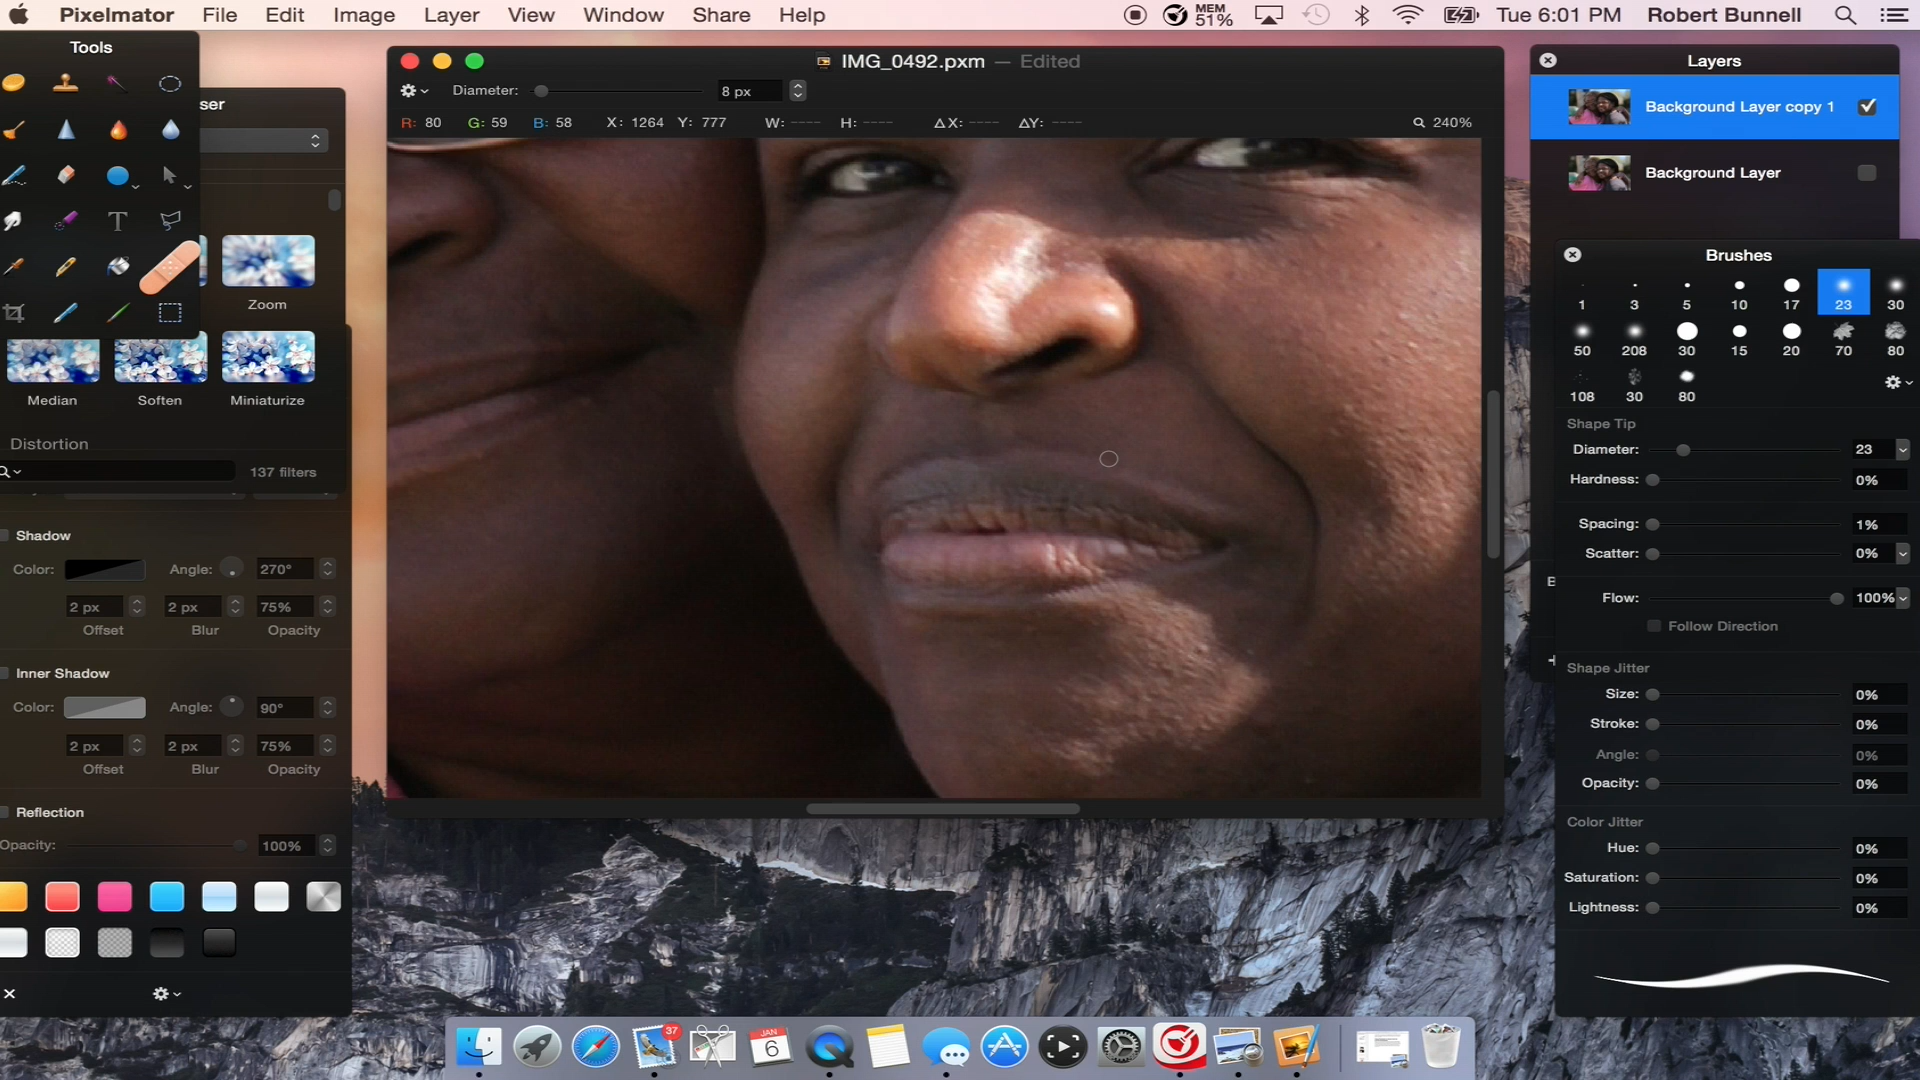 Pixelmator File Edit Image Layer View Window Share Help MEM 51% Tue 6:01 PM Robert Bunnell
Tools
ser
Zoom
Median Soften Miniaturize
Distortion
137 filters
Shadow
Color: Angle: 270°
2 px 2 px 75%
Offset Blur Opacity
Inner Shadow
Color: Angle: 90°
2 px 2 px 75%
Offset Blur Opacity
Reflection
Opacity: 100%
IMG_0492.pxm — Edited
Diameter: 8 px
R: 80 G: 59 B: 58 X: 1264 Y: 777 W: ---- H: ---- ΔX: ---- ΔY: ---- 240%
Layers
Background Layer copy 1
Background Layer
Brushes
1 3 5 10 17 23 30
50 208 30 15 20 70 80
108 30 80
Shape Tip
Diameter: 23
Hardness: 0%
Spacing: 1%
Scatter: 0%
Flow: 100%
Follow Direction
Shape Jitter
Size: 0%
Stroke: 0%
Angle: 0%
Opacity: 0%
Color Jitter
Hue: 0%
Saturation: 0%
Lightness: 0%
37
JAN
6